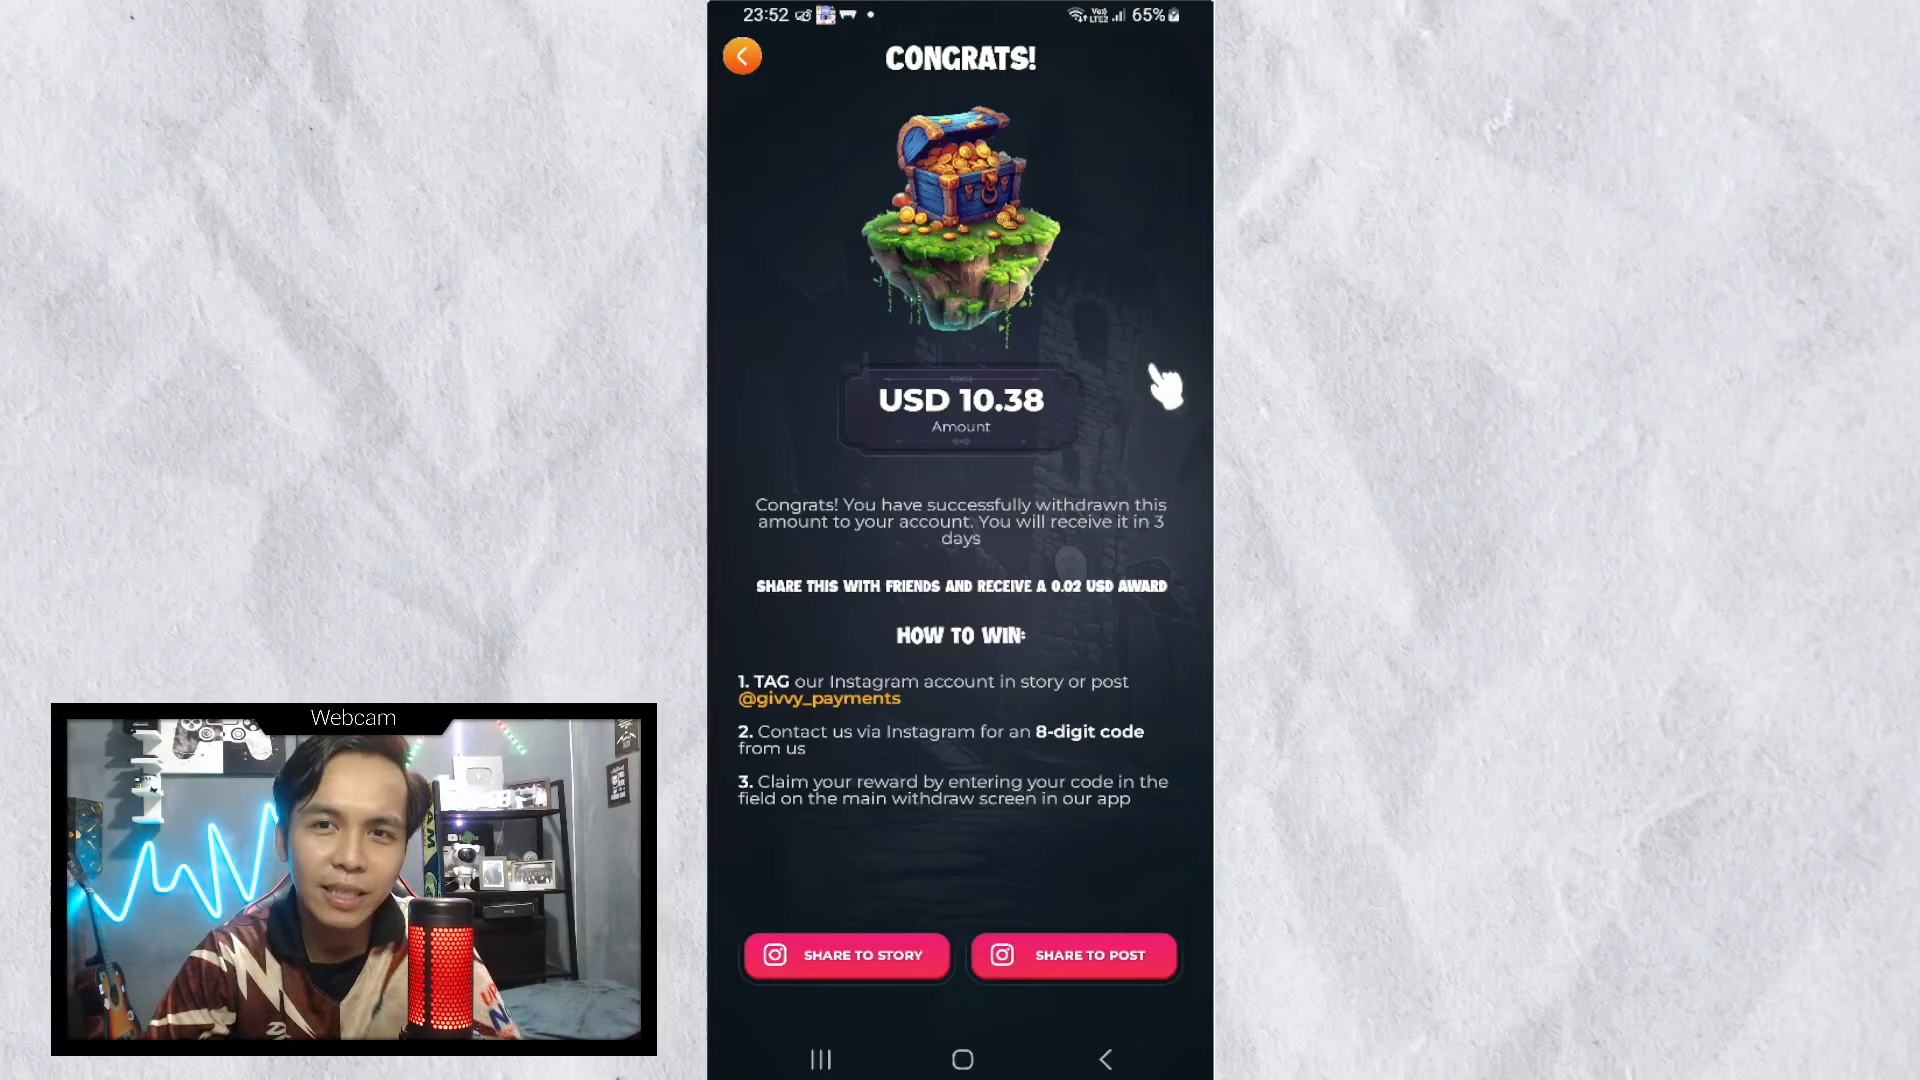 23:52
Vo))
LTE2
65%
CONGRATS!
USD 10.38
Amount
Congrats! You have successfully withdrawn this
amount to your account. You will receive it in 3
days
SHARE THIS WITH FRIENDS AND RECEIVE A 0.02 USD AWARD
HOW TO WIN:
1. TAG our Instagram account in story or post
@givvy_payments
2. Contact us via Instagram for an 8-digit code
from us
3. Claim your reward by entering your code in the
field on the main withdraw screen in our app
SHARE TO STORY
SHARE TO POST
Webcam